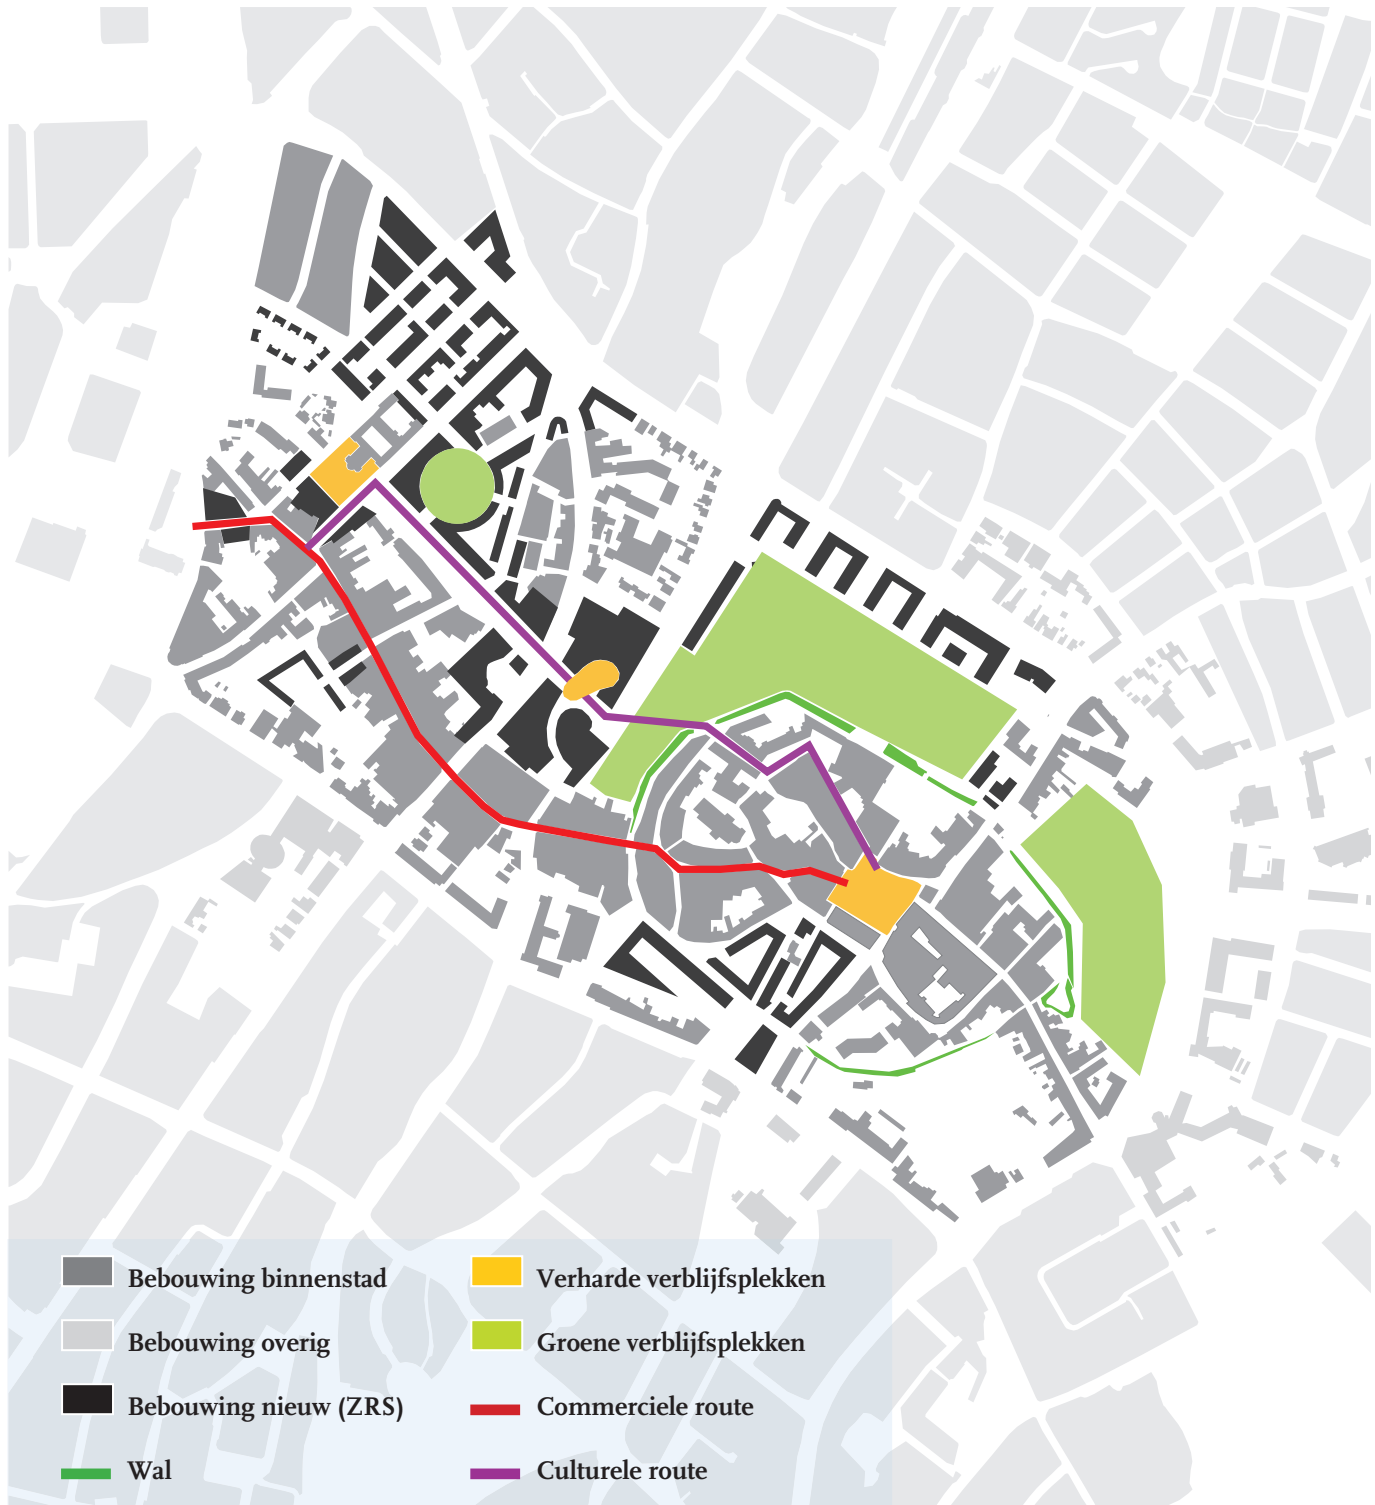 Bebouwing binnenstad
Bebouwing overig
Bebouwing nieuw (ZRS)
Wal
Verharde verblijfsplekken
Groene verblijfsplekken
Commerciele route
Culturele route